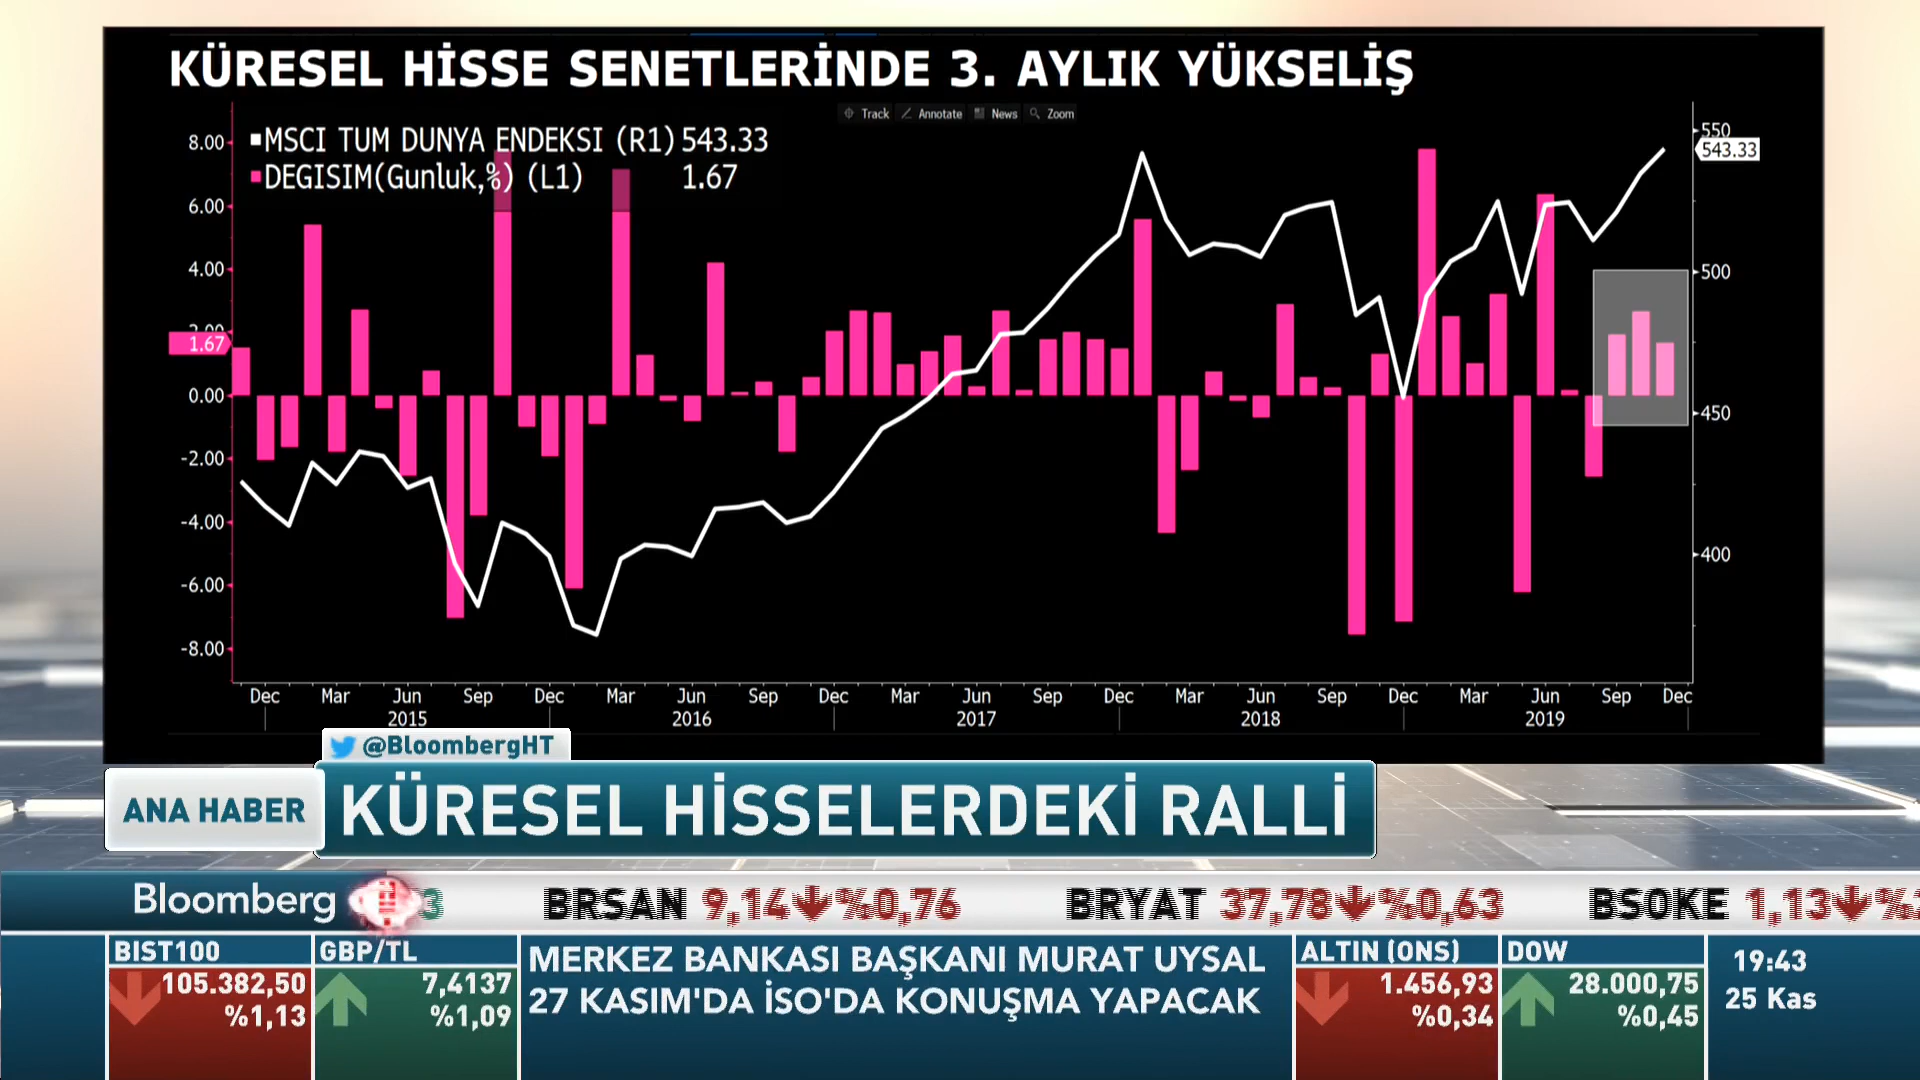 KÜRESEL HİSSE SENETLERİNDE 3. AYLIK YÜKSELİŞ
Track Annotate News Zoom
MSCI TUM DUNYA ENDEKSI (R1) 543.33
DEGISIM(Gunluk,%) (L1) 1.67
8.00
6.00
4.00
2.00
1.67
0.00
-2.00
-4.00
-6.00
-8.00
550
543.33
500
450
400
Dec Mar Jun Sep Dec Mar Jun Sep Dec Mar Jun Sep Dec Mar Jun Sep Dec Mar Jun Sep Dec
2015 2016 2017 2018 2019
@BloombergHT
ANA HABER
KÜRESEL HİSSELERDEKİ RALLİ
Bloomberg
3 BRSAN 9,14 %0,76 BRYAT 37,78 %0,63 BSOKE 1,13 %
BIST100
105.382,50
%1,13
GBP/TL
7,4137
%1,09
MERKEZ BANKASI BAŞKANI MURAT UYSAL
27 KASIM'DA İSO'DA KONUŞMA YAPACAK
ALTIN (ONS)
1.456,93
%0,34
DOW
28.000,75
%0,45
19:43
25 Kas